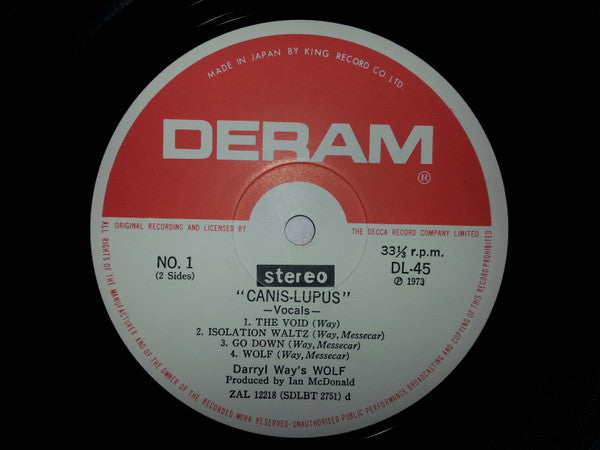 MADE IN JAPAN BY KING RECORD CO. LTD.
DERAM
®
ORIGINAL RECORDING AND LICENSED BY THE DECCA RECORD COMPANY LIMITED
NO. 1
(2 Sides)
stereo
33⅓ r.p.m.
DL-45
℗ 1973
"CANIS-LUPUS"
—Vocals—
1. THE VOID (Way)
2. ISOLATION WALTZ (Way, Messecar)
3. GO DOWN (Way, Messecar)
4. WOLF (Way, Messecar)
Darryl Way's WOLF
Produced by Ian McDonald
ZAL 12218 (SDLBT 2751) d
ALL RIGHTS OF THE MANUFACTURER AND OF THE OWNER OF THE RECORDED WORK RESERVED·UNAUTHORISED PUBLIC PERFORMANCE BROADCASTING AND COPYING OF THIS RECORD PROHIBITED